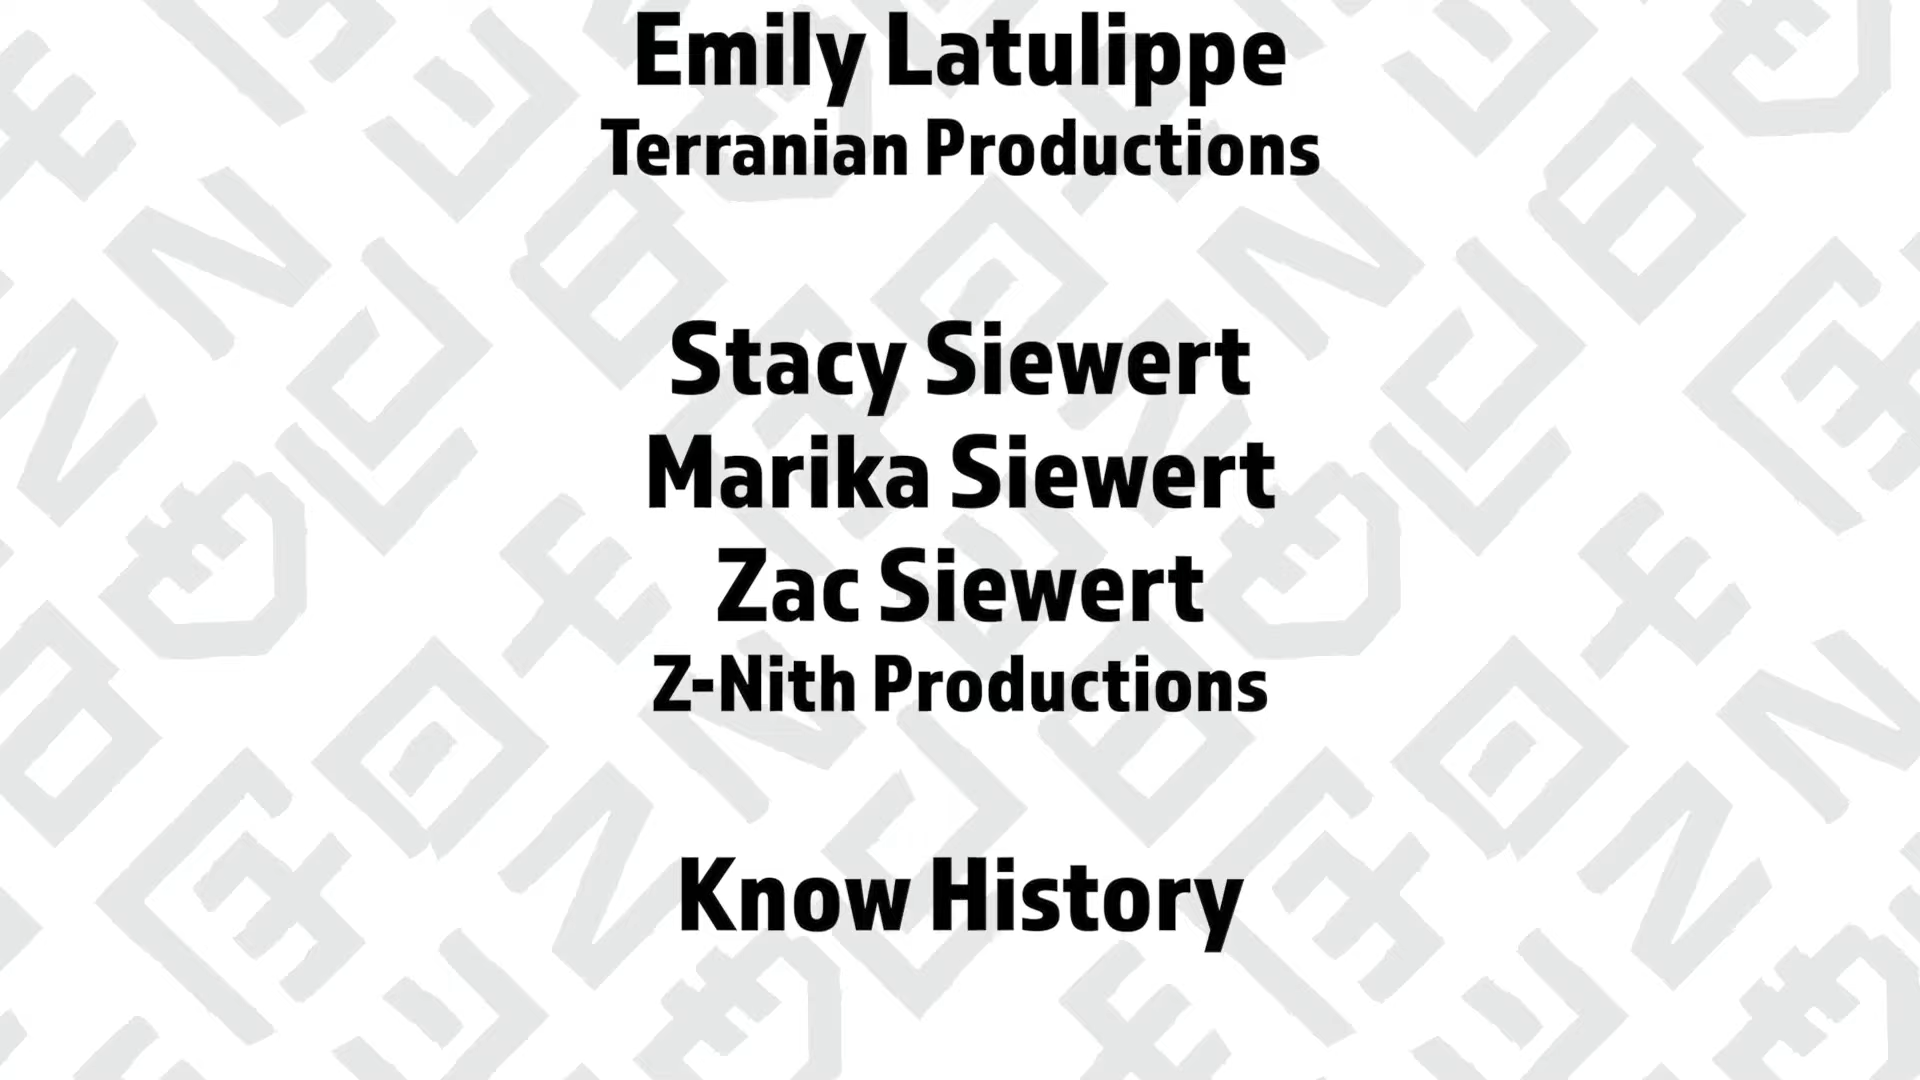 Emily Latulippe
Terranian Productions
Stacy Siewert
Marika Siewert
Zac Siewert
Z-Nith Productions
Know History